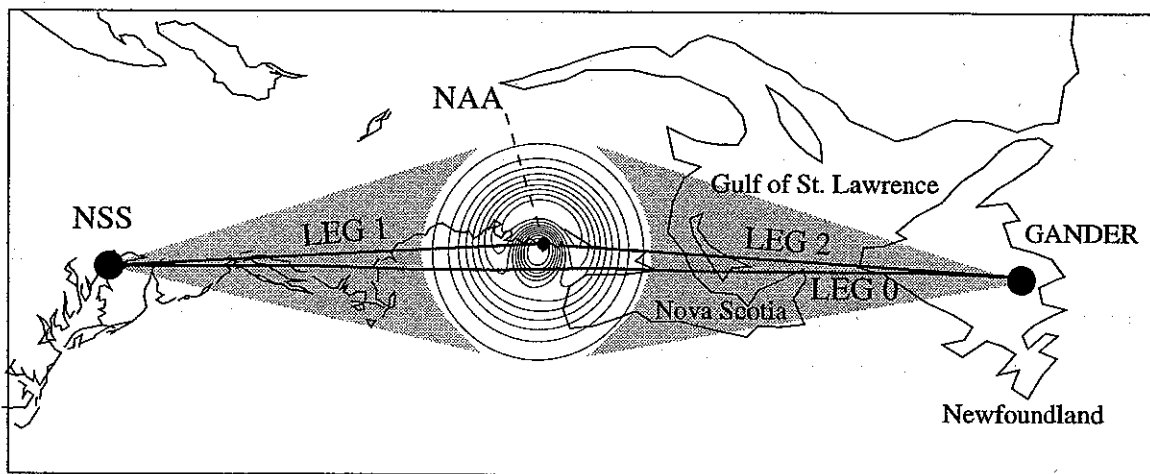 NAA
Gulf of St. Lawrence
NSS
LEG 1
LEG 2
GANDER
LEG 0
Nova Scotia
Newfoundland